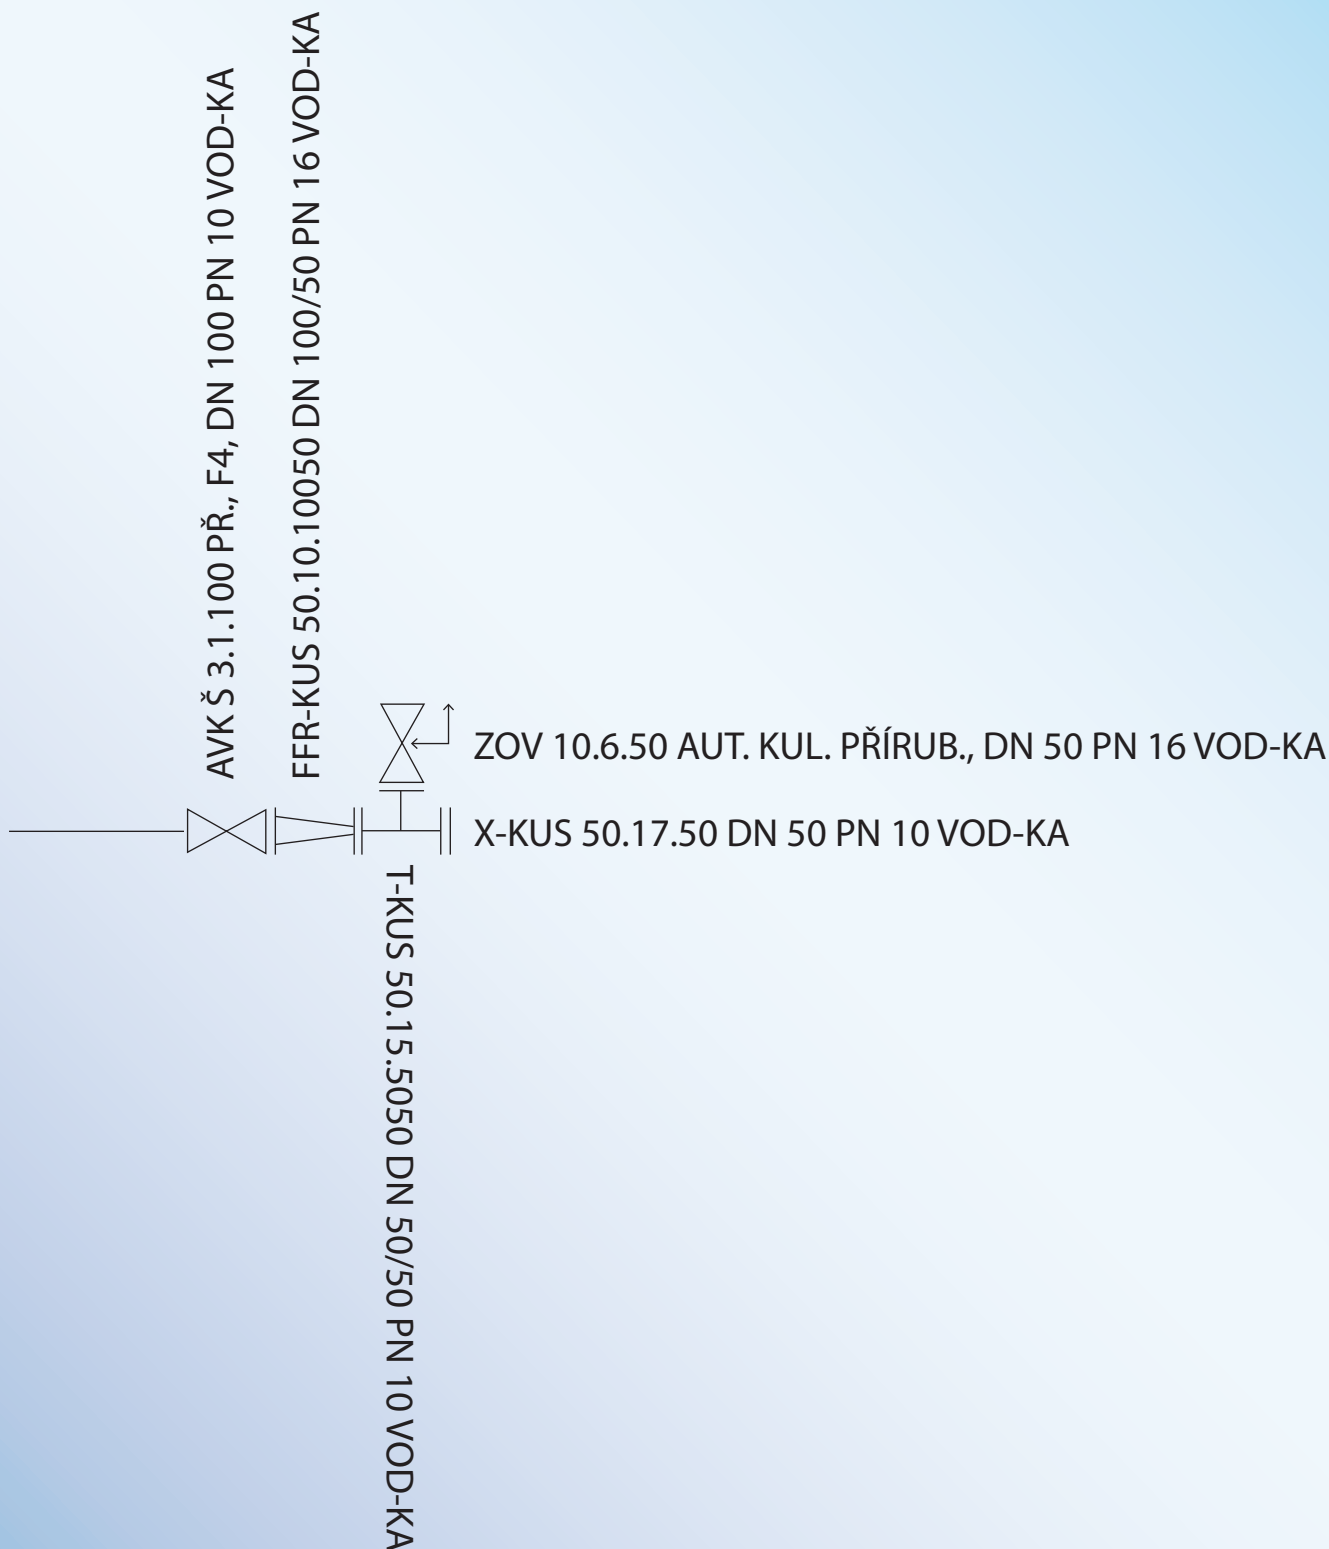 AVK Š 3.1.100 PŘ., F4, DN 100 PN 10 VOD-KA
FFR-KUS 50.10.10050 DN 100/50 PN 16 VOD-KA
ZOV 10.6.50 AUT. KUL. PŘÍRUB., DN 50 PN 16 VOD-KA
X-KUS 50.17.50 DN 50 PN 10 VOD-KA
T-KUS 50.15.5050 DN 50/50 PN 10 VOD-KA